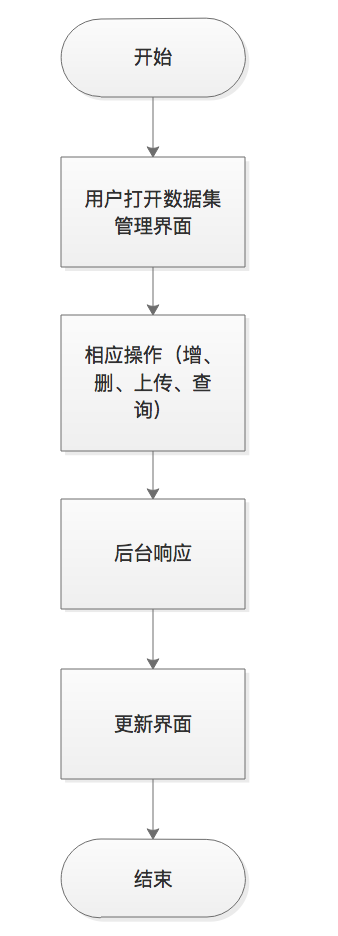 开始
用户打开数据集
管理界面
相应操作（增、
删、上传、查
询）
后台响应
更新界面
结束